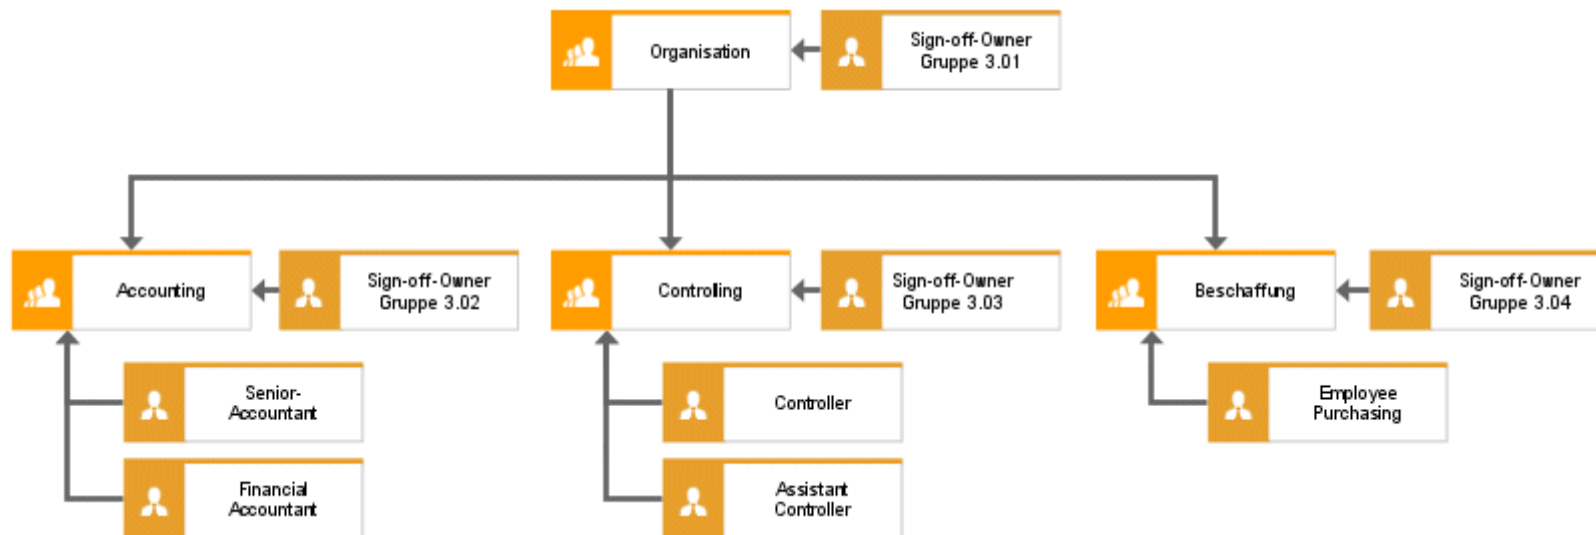 Organisation
Sign-off-Owner
Gruppe 3.01
Accounting
Sign-off-Owner
Gruppe 3.02
Controlling
Sign-off-Owner
Gruppe 3.03
Beschaffung
Sign-off-Owner
Gruppe 3.04
Senior-
Accountant
Controller
Employee
Purchasing
Financial
Accountant
Assistant
Controller